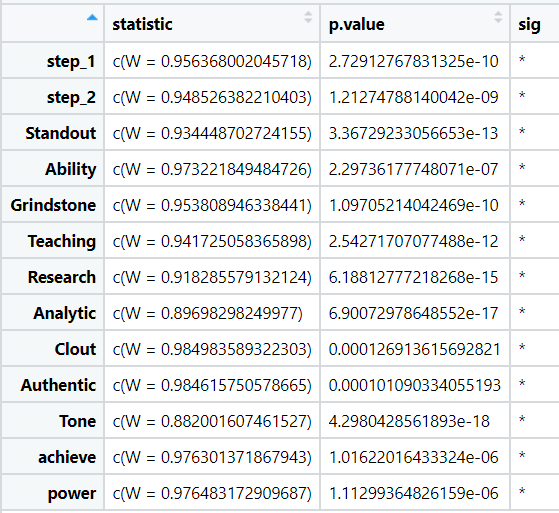 statistic p.value sig
step_1 c(W = 0.956368002045718) 2.72912767831325e-10 *
step_2 c(W = 0.948526382210403) 1.21274788140042e-09 *
Standout c(W = 0.934448702724155) 3.36729233056653e-13 *
Ability c(W = 0.973221849484726) 2.29736177748071e-07 *
Grindstone c(W = 0.953808946338441) 1.09705214042469e-10 *
Teaching c(W = 0.941725058365898) 2.54271707077488e-12 *
Research c(W = 0.918285579132124) 6.18812777218268e-15 *
Analytic c(W = 0.89698298249977) 6.90072978648552e-17 *
Clout c(W = 0.984983589322303) 0.000126913615692821 *
Authentic c(W = 0.984615750578665) 0.000101090334055193 *
Tone c(W = 0.882001607461527) 4.2980428561893e-18 *
achieve c(W = 0.976301371867943) 1.01622016433324e-06 *
power c(W = 0.976483172909687) 1.11299364826159e-06 *